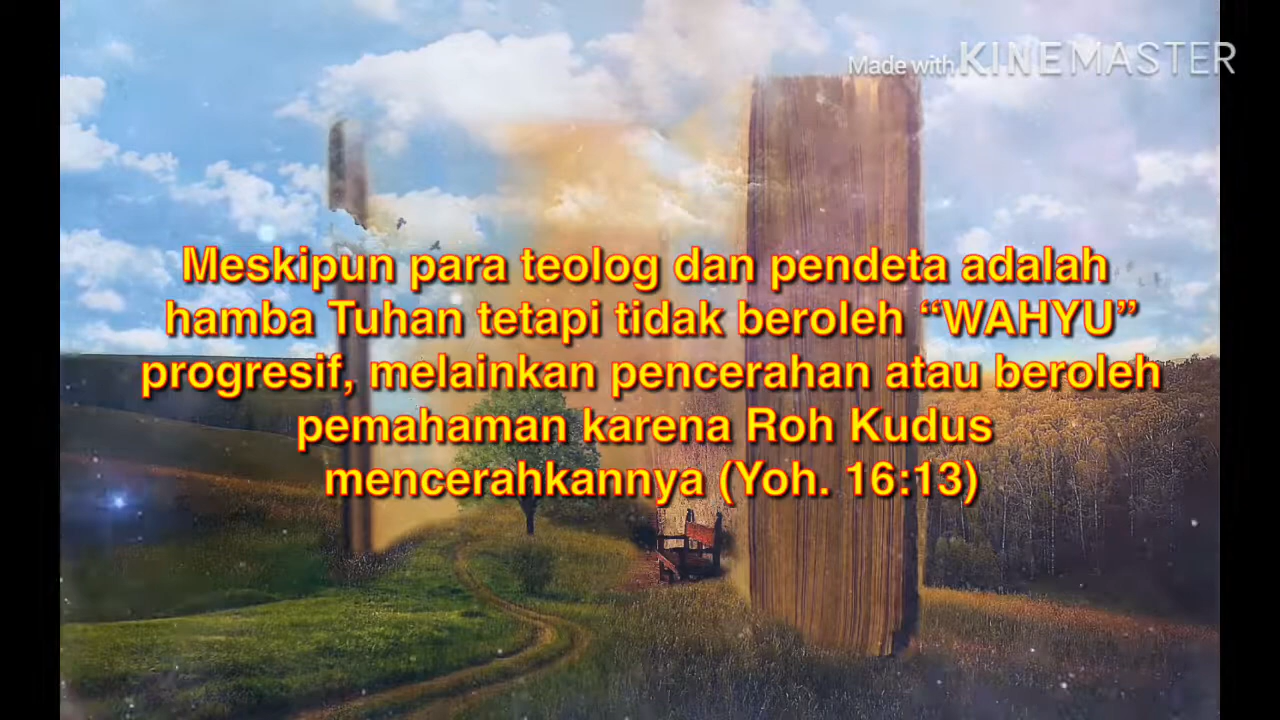 Made with KINEMASTER
Meskipun para teolog dan pendeta adalah
hamba Tuhan tetapi tidak beroleh “WAHYU”
progresif, melainkan pencerahan atau beroleh
pemahaman karena Roh Kudus
mencerahkannya (Yoh. 16:13)